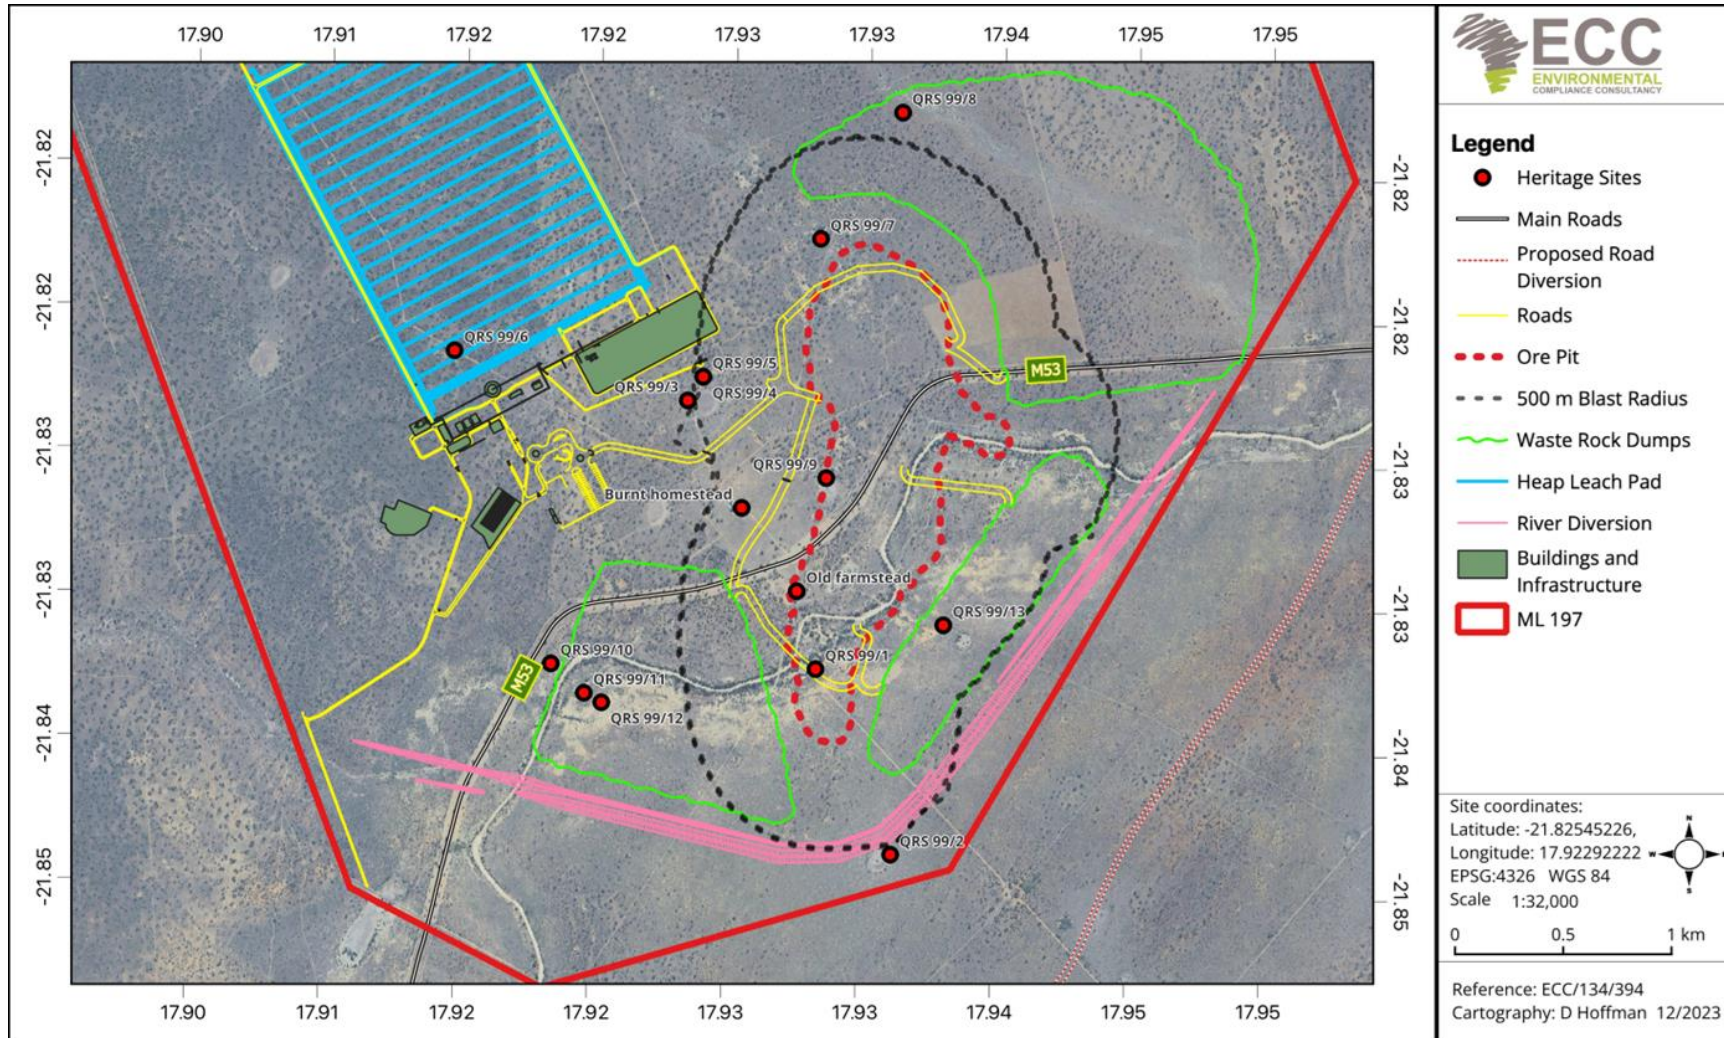 17.90 17.91 17.92 17.92 17.93 17.93 17.94 17.95 17.95
-21.82
-21.82
-21.83
-21.83
-21.84
-21.85
QRS 99/8
QRS 99/7
QRS 99/6
QRS 99/5
QRS 99/3
QRS 99/4
M53
QRS 99/9
Burnt homestead
Old farmstead
QRS 99/13
QRS 99/10
QRS 99/1
M53
QRS 99/11
QRS 99/12
QRS 99/2
-21.82
-21.82
-21.83
-21.83
-21.84
-21.85
17.90 17.91 17.92 17.92 17.93 17.93 17.94 17.95 17.95
ECC
ENVIRONMENTAL
COMPLIANCE CONSULTANCY
Legend
Heritage Sites
Main Roads
Proposed Road
Diversion
Roads
Ore Pit
500 m Blast Radius
Waste Rock Dumps
Heap Leach Pad
River Diversion
Buildings and
Infrastructure
ML 197
Site coordinates:
Latitude: -21.82545226,
Longitude: 17.92292222
EPSG:4326 WGS 84
Scale 1:32,000
N
W
S
0 0.5 1 km
Reference: ECC/134/394
Cartography: D Hoffman 12/2023